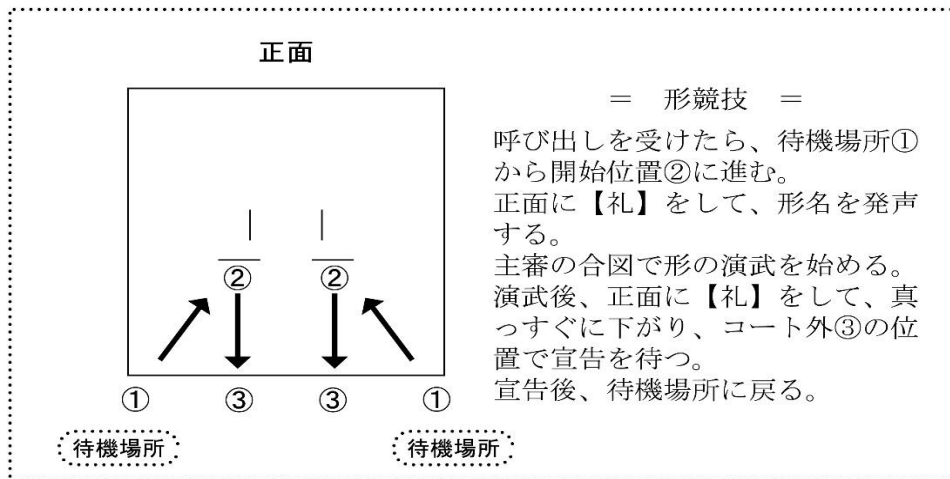 正面
②
②
①
③
③
①
待機場所
待機場所
＝ 形競技 ＝
呼び出しを受けたら、待機場所①
から開始位置②に進む。
正面に【礼】をして、形名を発声
する。
主審の合図で形の演武を始める。
演武後、正面に【礼】をして、真
っすぐに下がり、コート外③の位
置で宣告を待つ。
宣告後、待機場所に戻る。